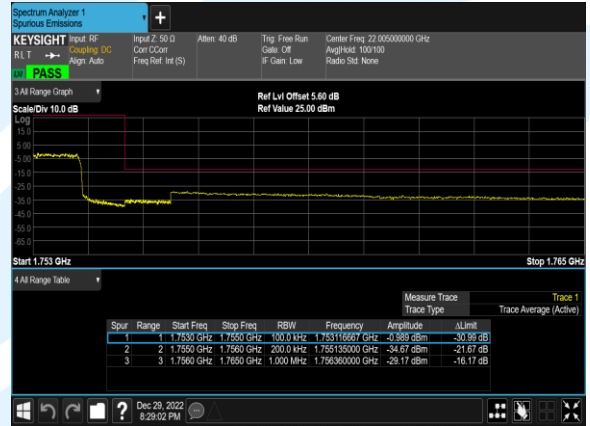 Spectrum Analyzer 1
Spurious Emissions
KEYSIGHT Input: RF Input Z: 50 Ω Atten: 40 dB Trig: Free Run Center Freq: 22.005000000 GHz
RLT Coupling: DC Corr CCorr Gate: Off Avg|Hold: 100/100
Align: Auto Freq Ref: Int (S) IF Gain: Low Radio Std: None
PASS
3 All Range Graph
Ref Lvl Offset 5.60 dB
Scale/Div 10.0 dB Ref Value 25.00 dBm
Log
15.0
5.00
-5.00
-15.0
-25.0
-35.0
-45.0
-55.0
-65.0
Start 1.753 GHz Stop 1.765 GHz
4 All Range Table
Measure Trace Trace 1
Trace Type Trace Average (Active)
Spur Range Start Freq Stop Freq RBW Frequency Amplitude ΔLimit
1 1 1.7530 GHz 1.7550 GHz 100.0 kHz 1.753116667 GHz -0.989 dBm -30.99 dB
2 2 1.7550 GHz 1.7560 GHz 200.0 kHz 1.755135000 GHz -34.67 dBm -21.67 dB
3 3 1.7560 GHz 1.7650 GHz 1.000 MHz 1.756360000 GHz -29.17 dBm -16.17 dB
? Dec 29, 2022
8:29:02 PM